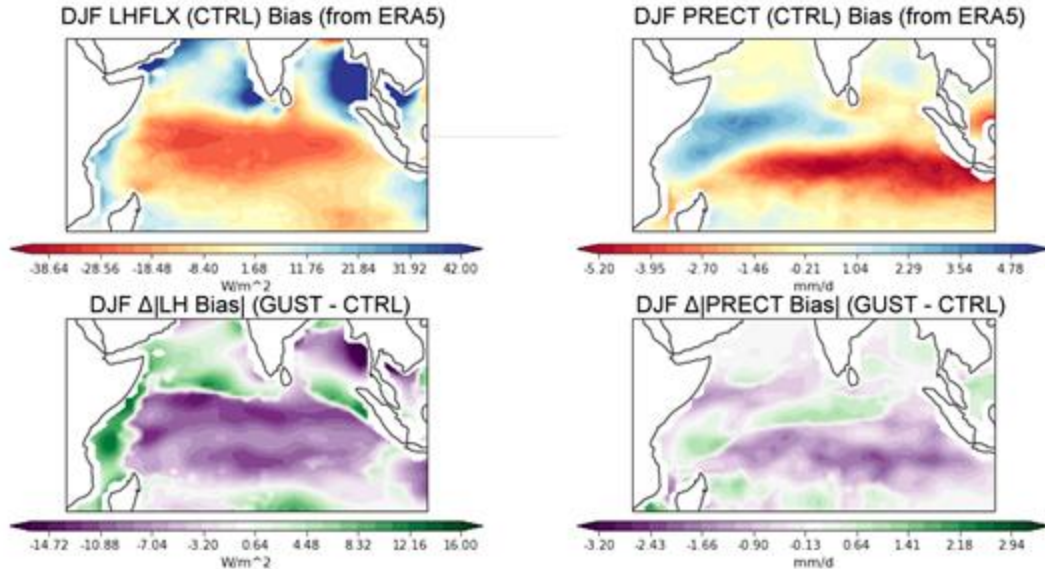 DJF LHFLX (CTRL) Bias (from ERA5)
DJF PRECT (CTRL) Bias (from ERA5)
-38.64 -28.56 -18.48 -8.40 1.68 11.76 21.84 31.92 42.00
W/m^2
-5.20 -3.95 -2.70 -1.46 -0.21 1.04 2.29 3.54 4.78
mm/d
DJF Δ|LH Bias| (GUST - CTRL)
DJF Δ|PRECT Bias| (GUST - CTRL)
-14.72 -10.88 -7.04 -3.20 0.64 4.48 8.32 12.16 16.00
W/m^2
-3.20 -2.43 -1.66 -0.90 -0.13 0.64 1.41 2.18 2.94
mm/d